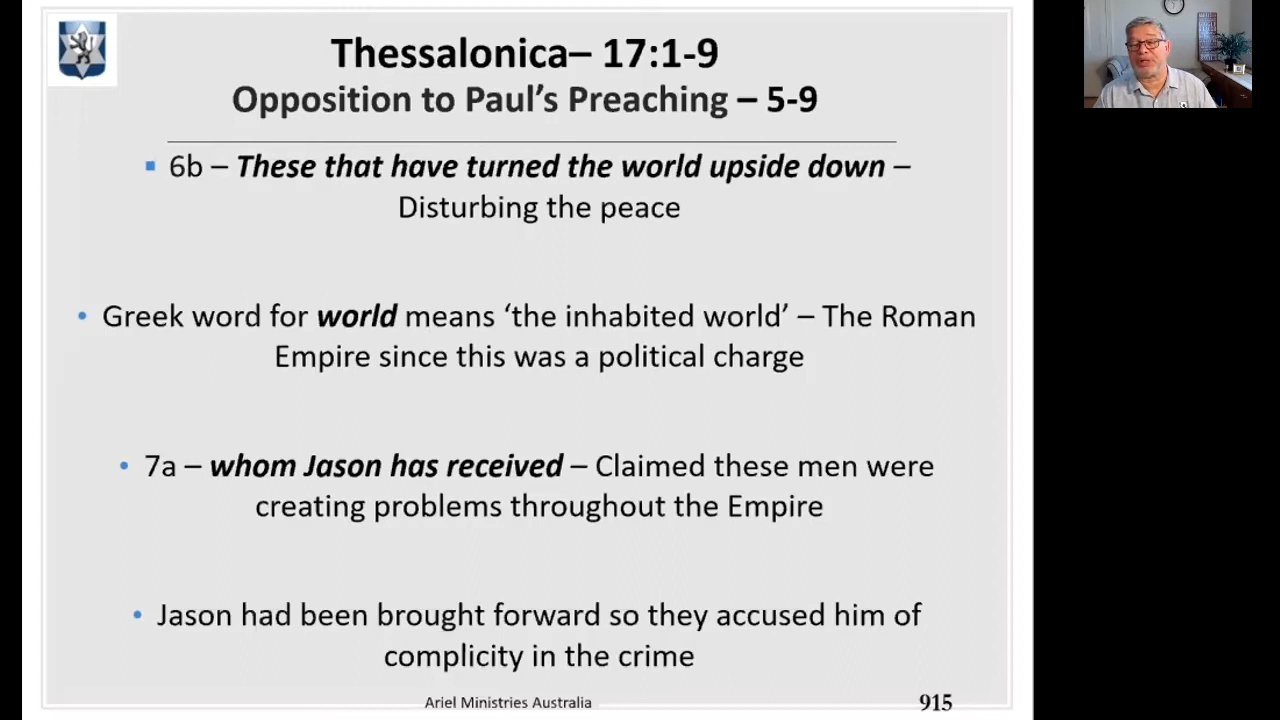 Thessalonica– 17:1-9
Opposition to Paul’s Preaching – 5-9
▪ 6b – These that have turned the world upside down –
Disturbing the peace
• Greek word for world means ‘the inhabited world’ – The Roman
Empire since this was a political charge
• 7a – whom Jason has received – Claimed these men were
creating problems throughout the Empire
• Jason had been brought forward so they accused him of
complicity in the crime
Ariel Ministries Australia
915